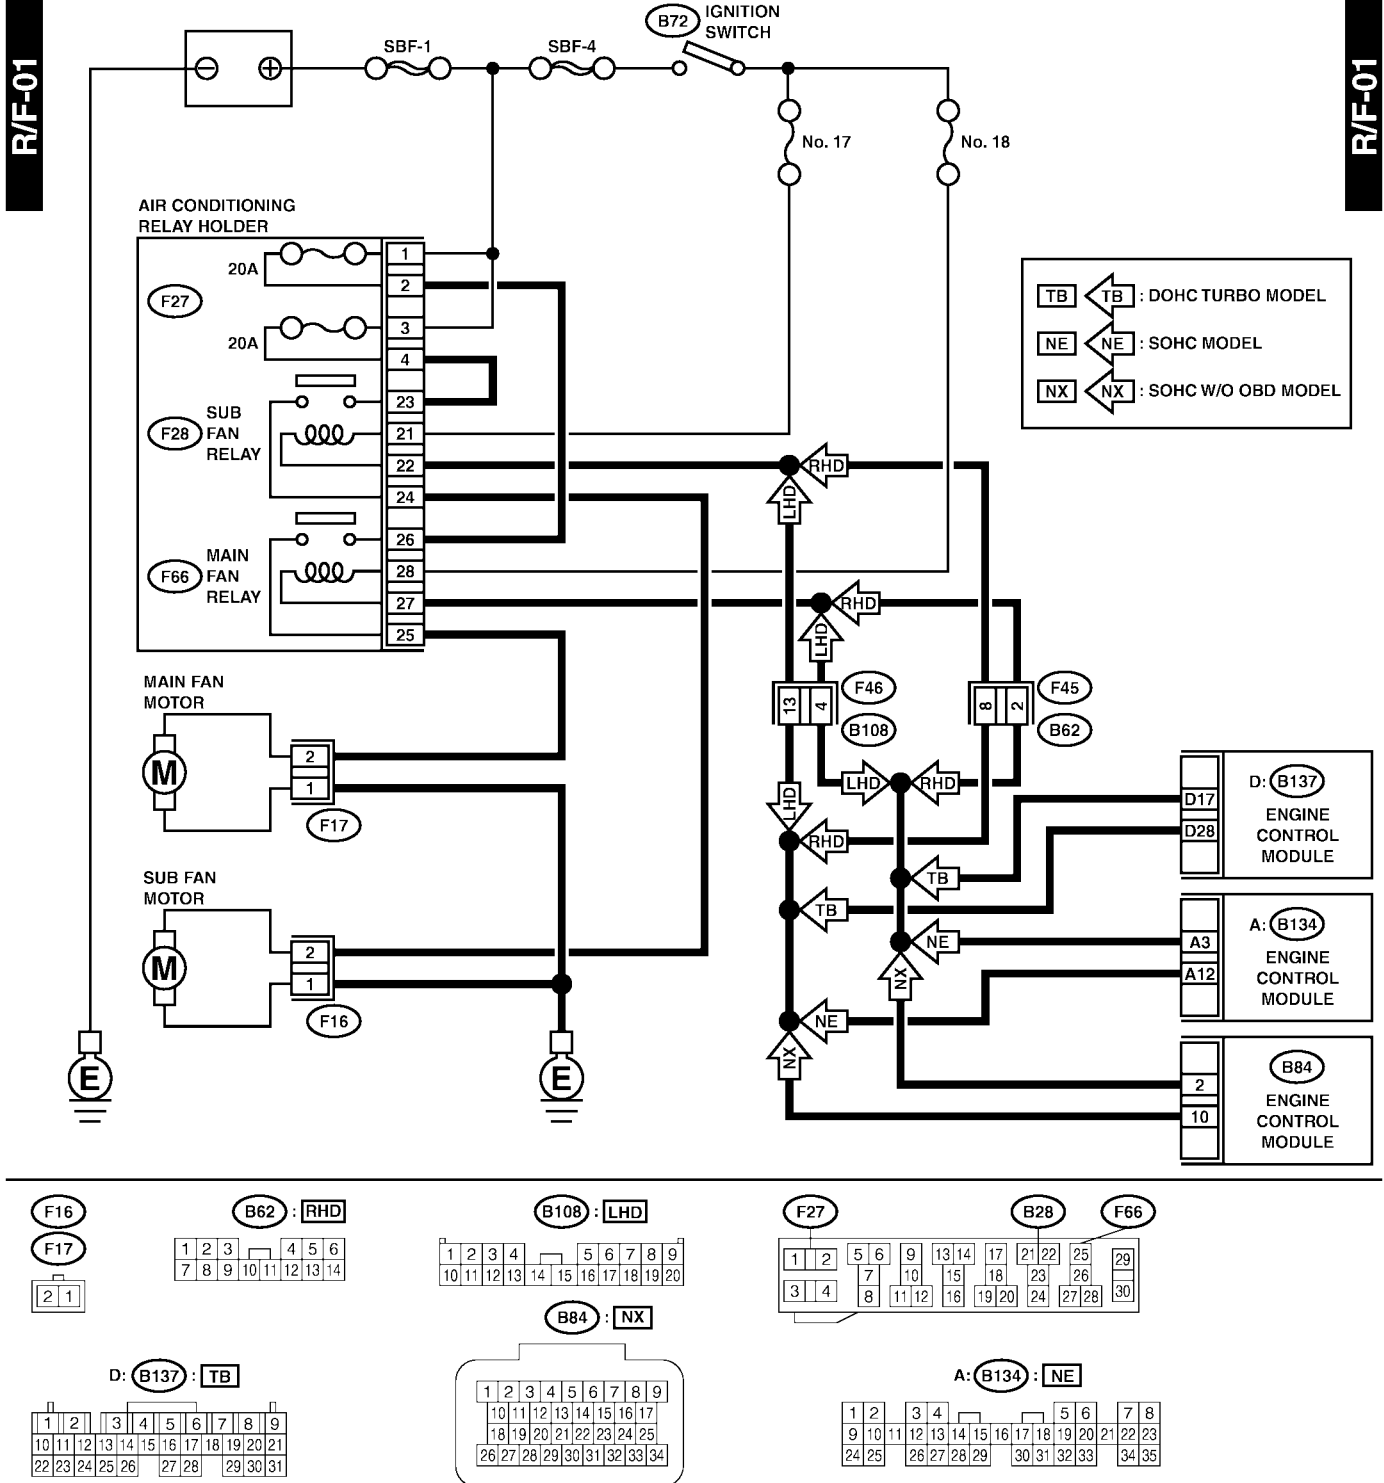 R/F-01
R/F-01
B72 IGNITION
SWITCH
SBF-1
SBF-4
No. 17
No. 18
AIR CONDITIONING
RELAY HOLDER
20A
1
2
F27
20A
3
4
23
F28
SUB
FAN
RELAY
21
22
24
26
F66
MAIN
FAN
RELAY
28
27
25
TB TB : DOHC TURBO MODEL
NE NE : SOHC MODEL
NX NX : SOHC W/O OBD MODEL
RHD
LHD
RHD
LHD
13 4
F46
B108
8 2
F45
B62
LHD RHD
LHD
RHD
TB
TB
NE
NX
NE
NX
MAIN FAN
MOTOR
M
2
1
F17
SUB FAN
MOTOR
M
2
1
F16
E
E
D17
D28
D: B137
ENGINE
CONTROL
MODULE
A3
A12
A: B134
ENGINE
CONTROL
MODULE
2
10
B84
ENGINE
CONTROL
MODULE
F16
F17
2 1
B62 : RHD
1 2 3 4 5 6
7 8 9 10 11 12 13 14
B108 : LHD
1 2 3 4 5 6 7 8 9
10 11 12 13 14 15 16 17 18 19 20
F27 B28 F66
1 2 5 6 9 13 14 17 21 22 25 29
7 10 15 18 23 26
3 4 8 11 12 16 19 20 24 27 28 30
B84 : NX
1 2 3 4 5 6 7 8 9
10 11 12 13 14 15 16 17
18 19 20 21 22 23 24 25
26 27 28 29 30 31 32 33 34
D: B137 : TB
1 2 3 4 5 6 7 8 9
10 11 12 13 14 15 16 17 18 19 20 21
22 23 24 25 26 27 28 29 30 31
A: B134 : NE
1 2 3 4 5 6 7 8
9 10 11 12 13 14 15 16 17 18 19 20 21 22 23
24 25 26 27 28 29 30 31 32 33 34 35